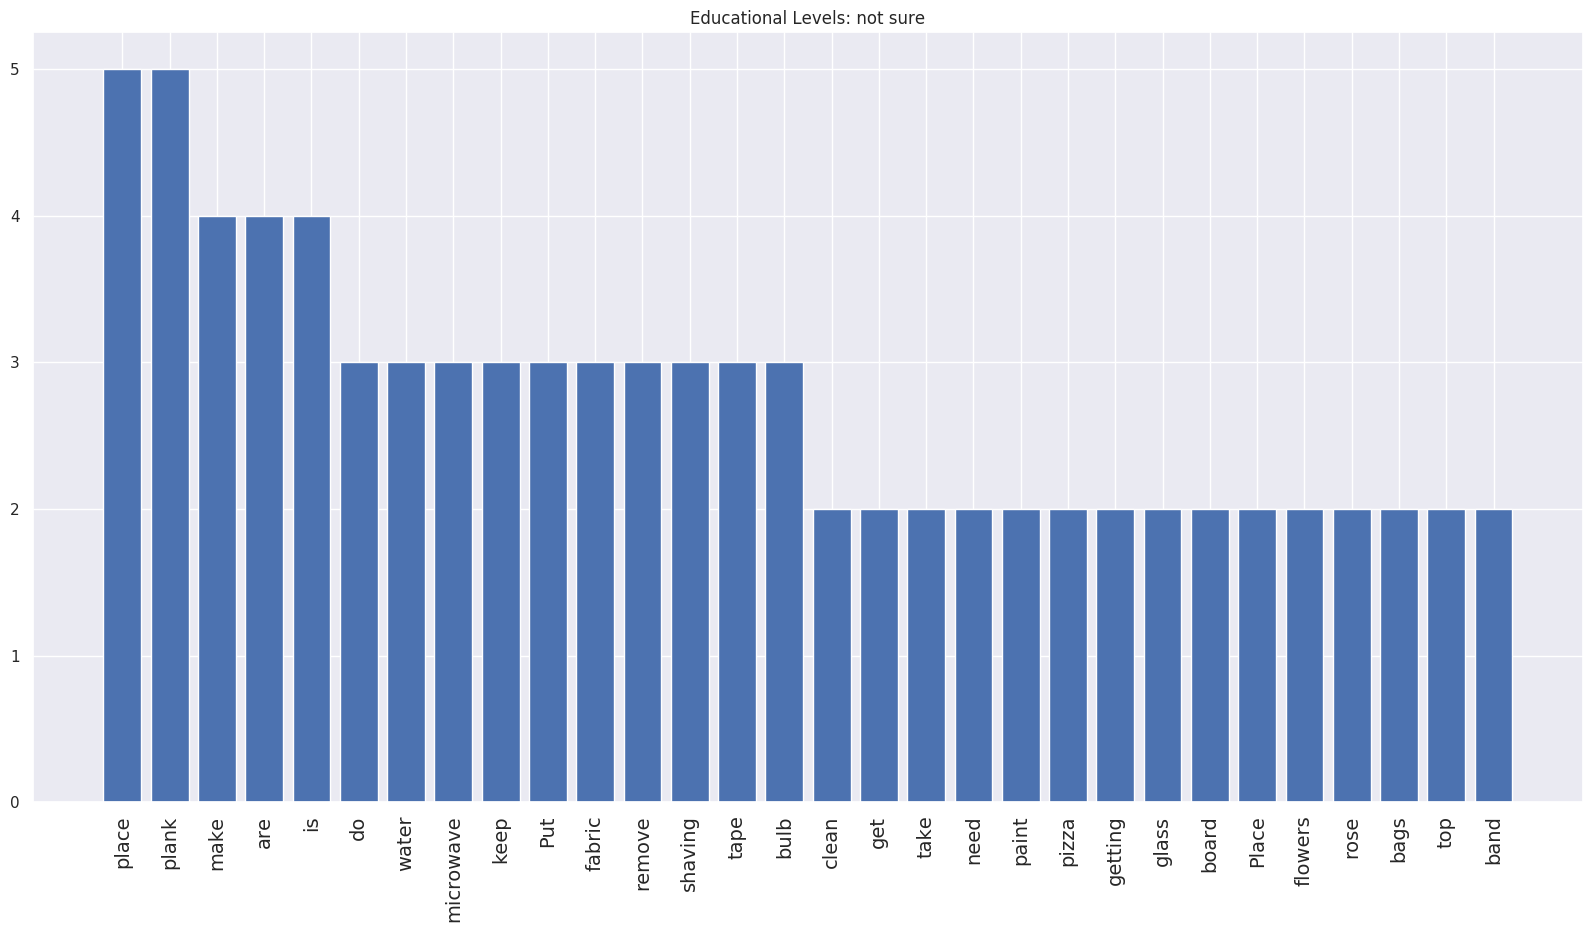 Educational Levels: not sure
5
4
3
2
1
0
place
plank
make
are
is
do
water
microwave
keep
Put
fabric
remove
shaving
tape
bulb
clean
get
take
need
paint
pizza
getting
glass
board
Place
flowers
rose
bags
top
band